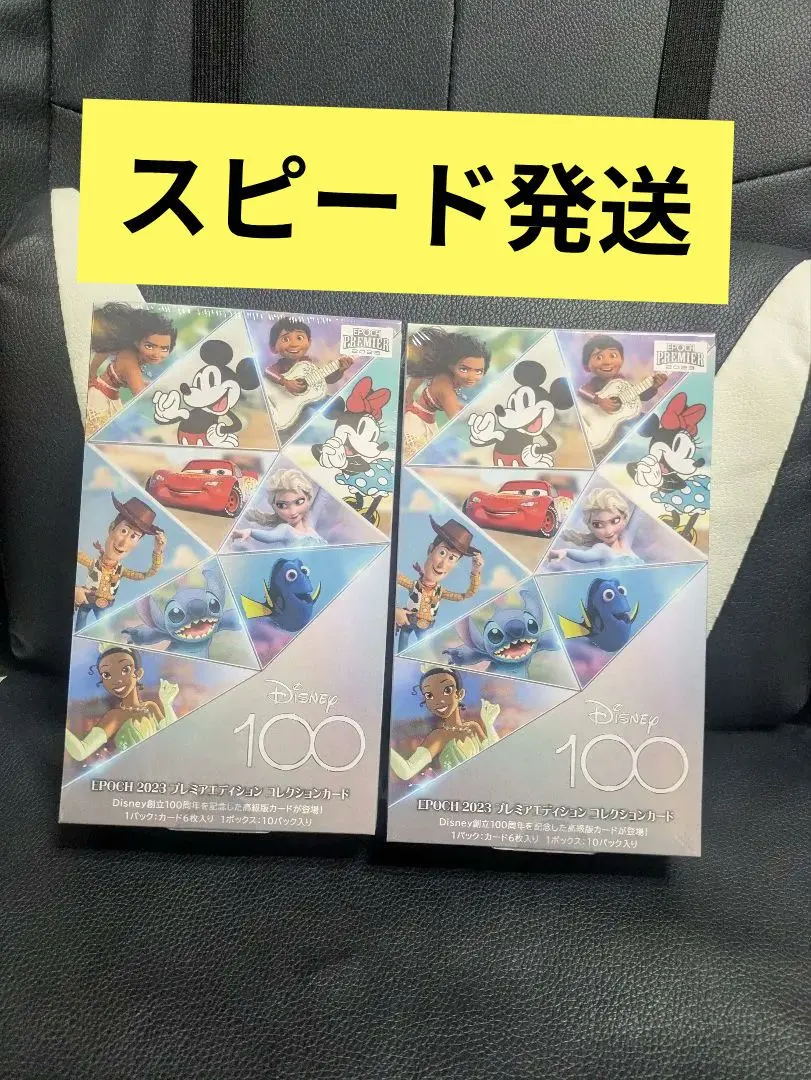 スピード発送
EPOCH
PREMIER
2023
Disney
100
EPOCH 2023 プレミアエディション コレクションカード
Disney創立100周年を記念した高級版カードが登場!
1パック:カード6枚入り 1ボックス:10パック入り
EPOCH
PREMIER
2023
Disney
100
EPOCH 2023 プレミアエディション コレクションカード
Disney創立100周年を記念した高級版カードが登場!
1パック:カード6枚入り 1ボックス:10パック入り